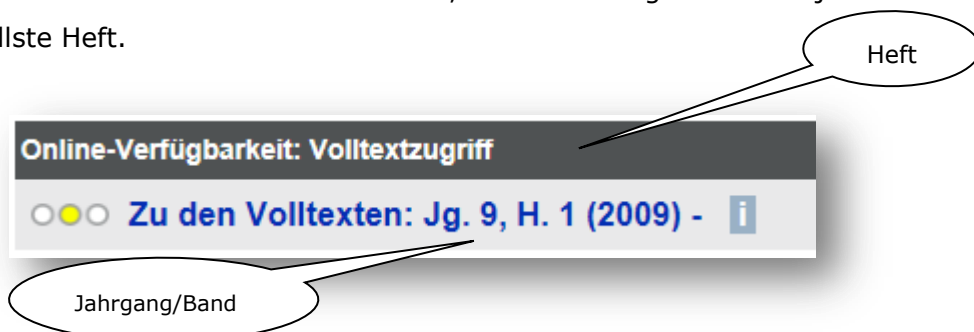 llste Heft.
Heft
Online-Verfügbarkeit: Volltextzugriff
Zu den Volltexten: Jg. 9, H. 1 (2009) - i
Jahrgang/Band